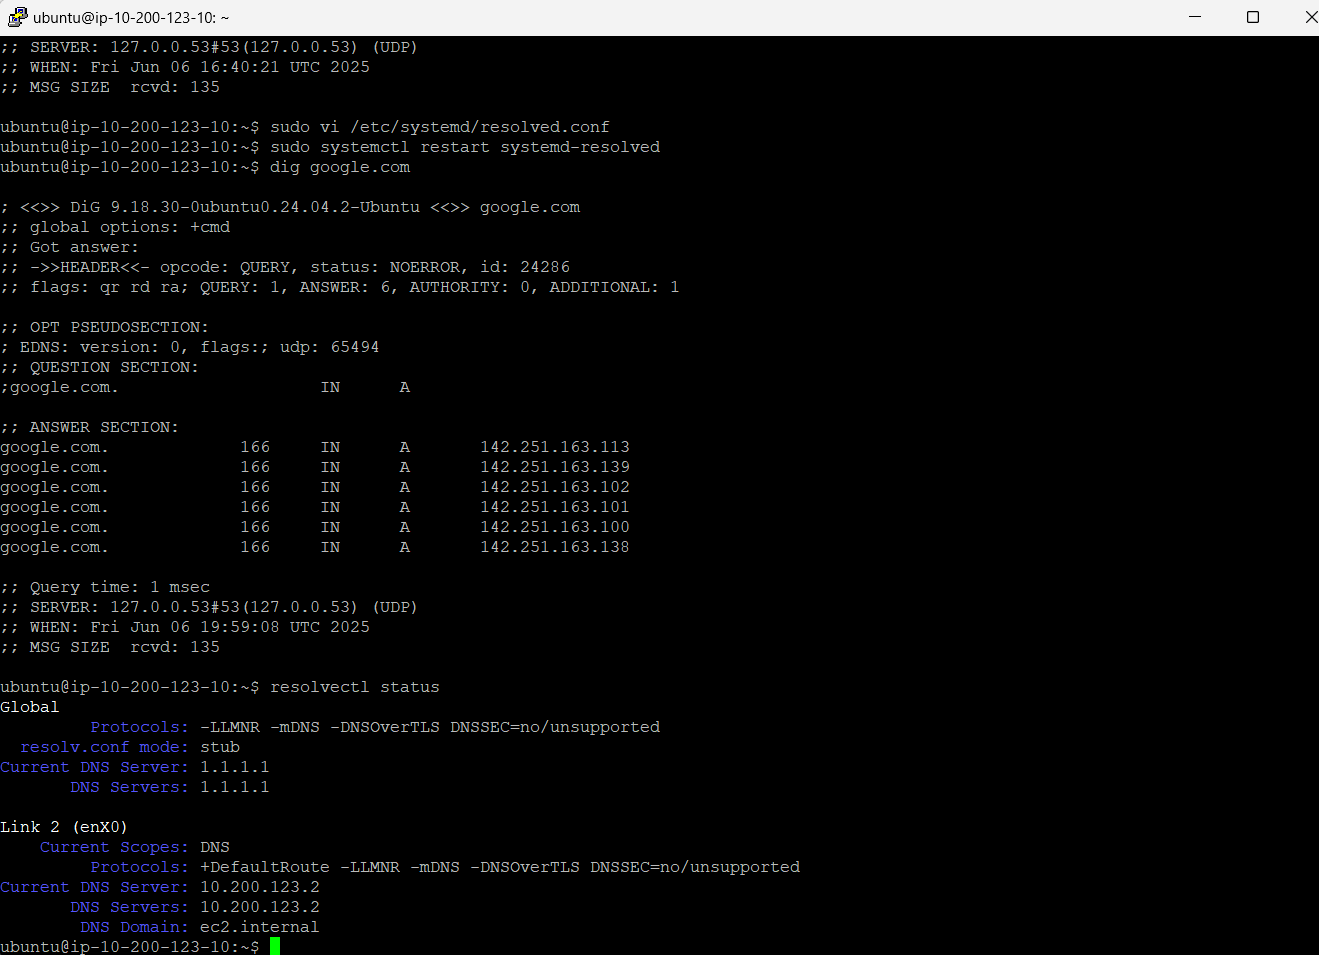 ubuntu@ip-10-200-123-10: ~
;; SERVER: 127.0.0.53#53(127.0.0.53) (UDP)
;; WHEN: Fri Jun 06 16:40:21 UTC 2025
;; MSG SIZE  rcvd: 135
ubuntu@ip-10-200-123-10:~$ sudo vi /etc/systemd/resolved.conf
ubuntu@ip-10-200-123-10:~$ sudo systemctl restart systemd-resolved
ubuntu@ip-10-200-123-10:~$ dig google.com
; <<>> DiG 9.18.30-0ubuntu0.24.04.2-Ubuntu <<>> google.com
;; global options: +cmd
;; Got answer:
;; ->>HEADER<<- opcode: QUERY, status: NOERROR, id: 24286
;; flags: qr rd ra; QUERY: 1, ANSWER: 6, AUTHORITY: 0, ADDITIONAL: 1
;; OPT PSEUDOSECTION:
; EDNS: version: 0, flags:; udp: 65494
;; QUESTION SECTION:
;google.com. IN A
;; ANSWER SECTION:
google.com. 166 IN A 142.251.163.113
google.com. 166 IN A 142.251.163.139
google.com. 166 IN A 142.251.163.102
google.com. 166 IN A 142.251.163.101
google.com. 166 IN A 142.251.163.100
google.com. 166 IN A 142.251.163.138
;; Query time: 1 msec
;; SERVER: 127.0.0.53#53(127.0.0.53) (UDP)
;; WHEN: Fri Jun 06 19:59:08 UTC 2025
;; MSG SIZE  rcvd: 135
ubuntu@ip-10-200-123-10:~$ resolvectl status
Global
Protocols: -LLMNR -mDNS -DNSOverTLS DNSSEC=no/unsupported
resolv.conf mode: stub
Current DNS Server: 1.1.1.1
DNS Servers: 1.1.1.1
Link 2 (enX0)
Current Scopes: DNS
Protocols: +DefaultRoute -LLMNR -mDNS -DNSOverTLS DNSSEC=no/unsupported
Current DNS Server: 10.200.123.2
DNS Servers: 10.200.123.2
DNS Domain: ec2.internal
ubuntu@ip-10-200-123-10:~$